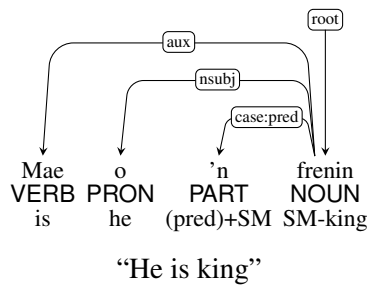 root
aux
nsubj
case:pred
Mae o 'n frenin
VERB PRON PART NOUN
is he (pred)+SM SM-king
“He is king”